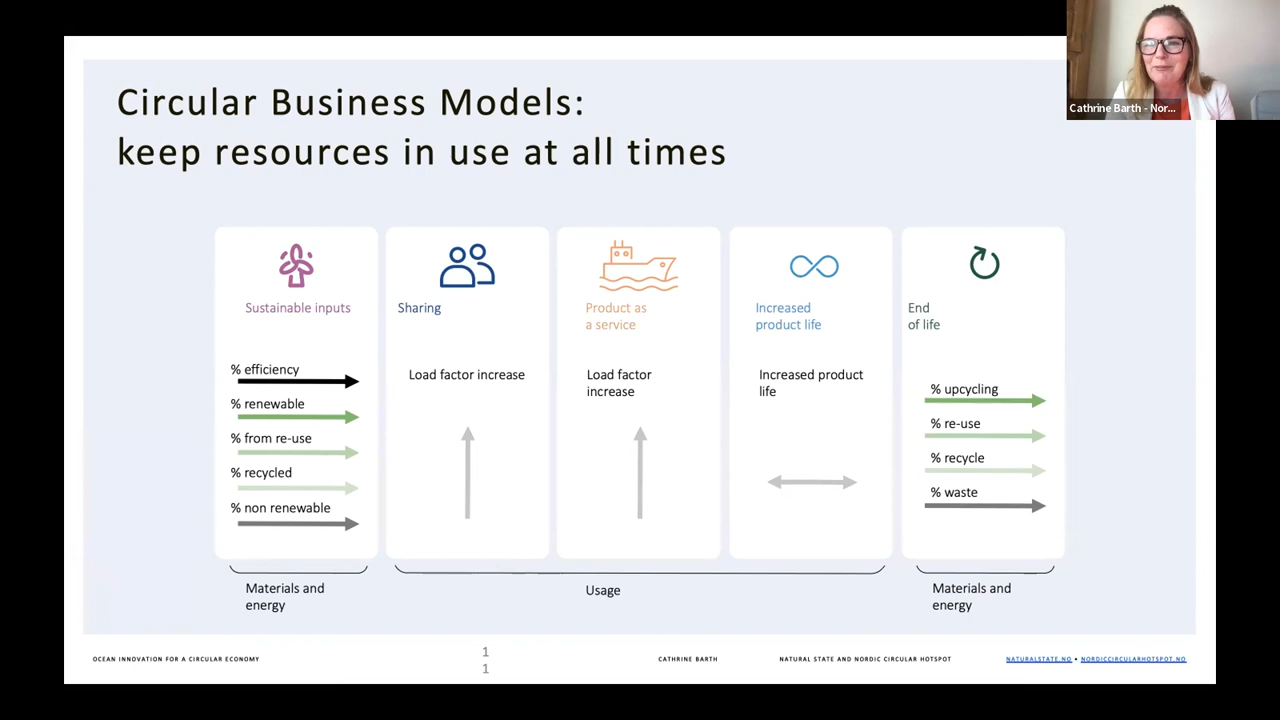 Cathrine Barth - Nor...
Circular Business Models:
keep resources in use at all times
Sustainable inputs
% efficiency
% renewable
% from re-use
% recycled
% non renewable
Sharing
Load factor increase
Product as
a service
Load factor
increase
Increased
product life
Increased product
life
End
of life
% upcycling
% re-use
% recycle
% waste
Materials and
energy
Usage
Materials and
energy
OCEAN INNOVATION FOR A CIRCULAR ECONOMY
1
1
CATHRINE BARTH
NATURAL STATE AND NORDIC CIRCULAR HOTSPOT
NATURALSTATE.NO • NORDICCIRCULARHOTSPOT.NO